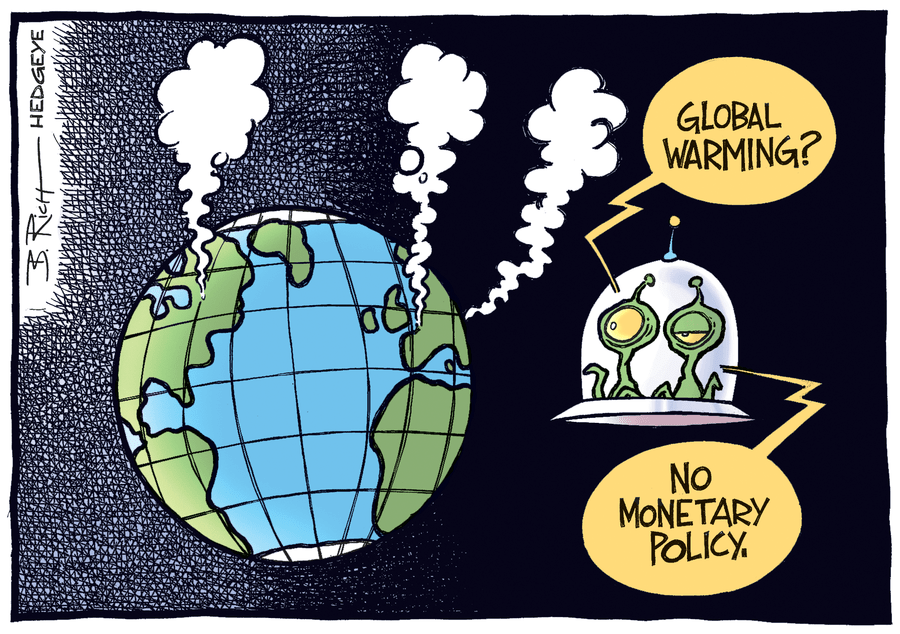 B. RICH — HEDGEYE
GLOBAL
WARMING?
NO
MONETARY
POLICY.